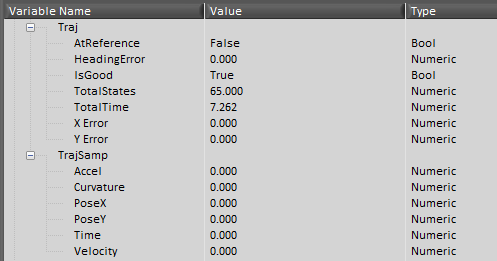 Variable Name Value Type
Traj
AtReference False Bool
HeadingError 0.000 Numeric
IsGood True Bool
TotalStates 65.000 Numeric
TotalTime 7.262 Numeric
X Error 0.000 Numeric
Y Error 0.000 Numeric
TrajSamp
Accel 0.000 Numeric
Curvature 0.000 Numeric
PoseX 0.000 Numeric
PoseY 0.000 Numeric
Time 0.000 Numeric
Velocity 0.000 Numeric